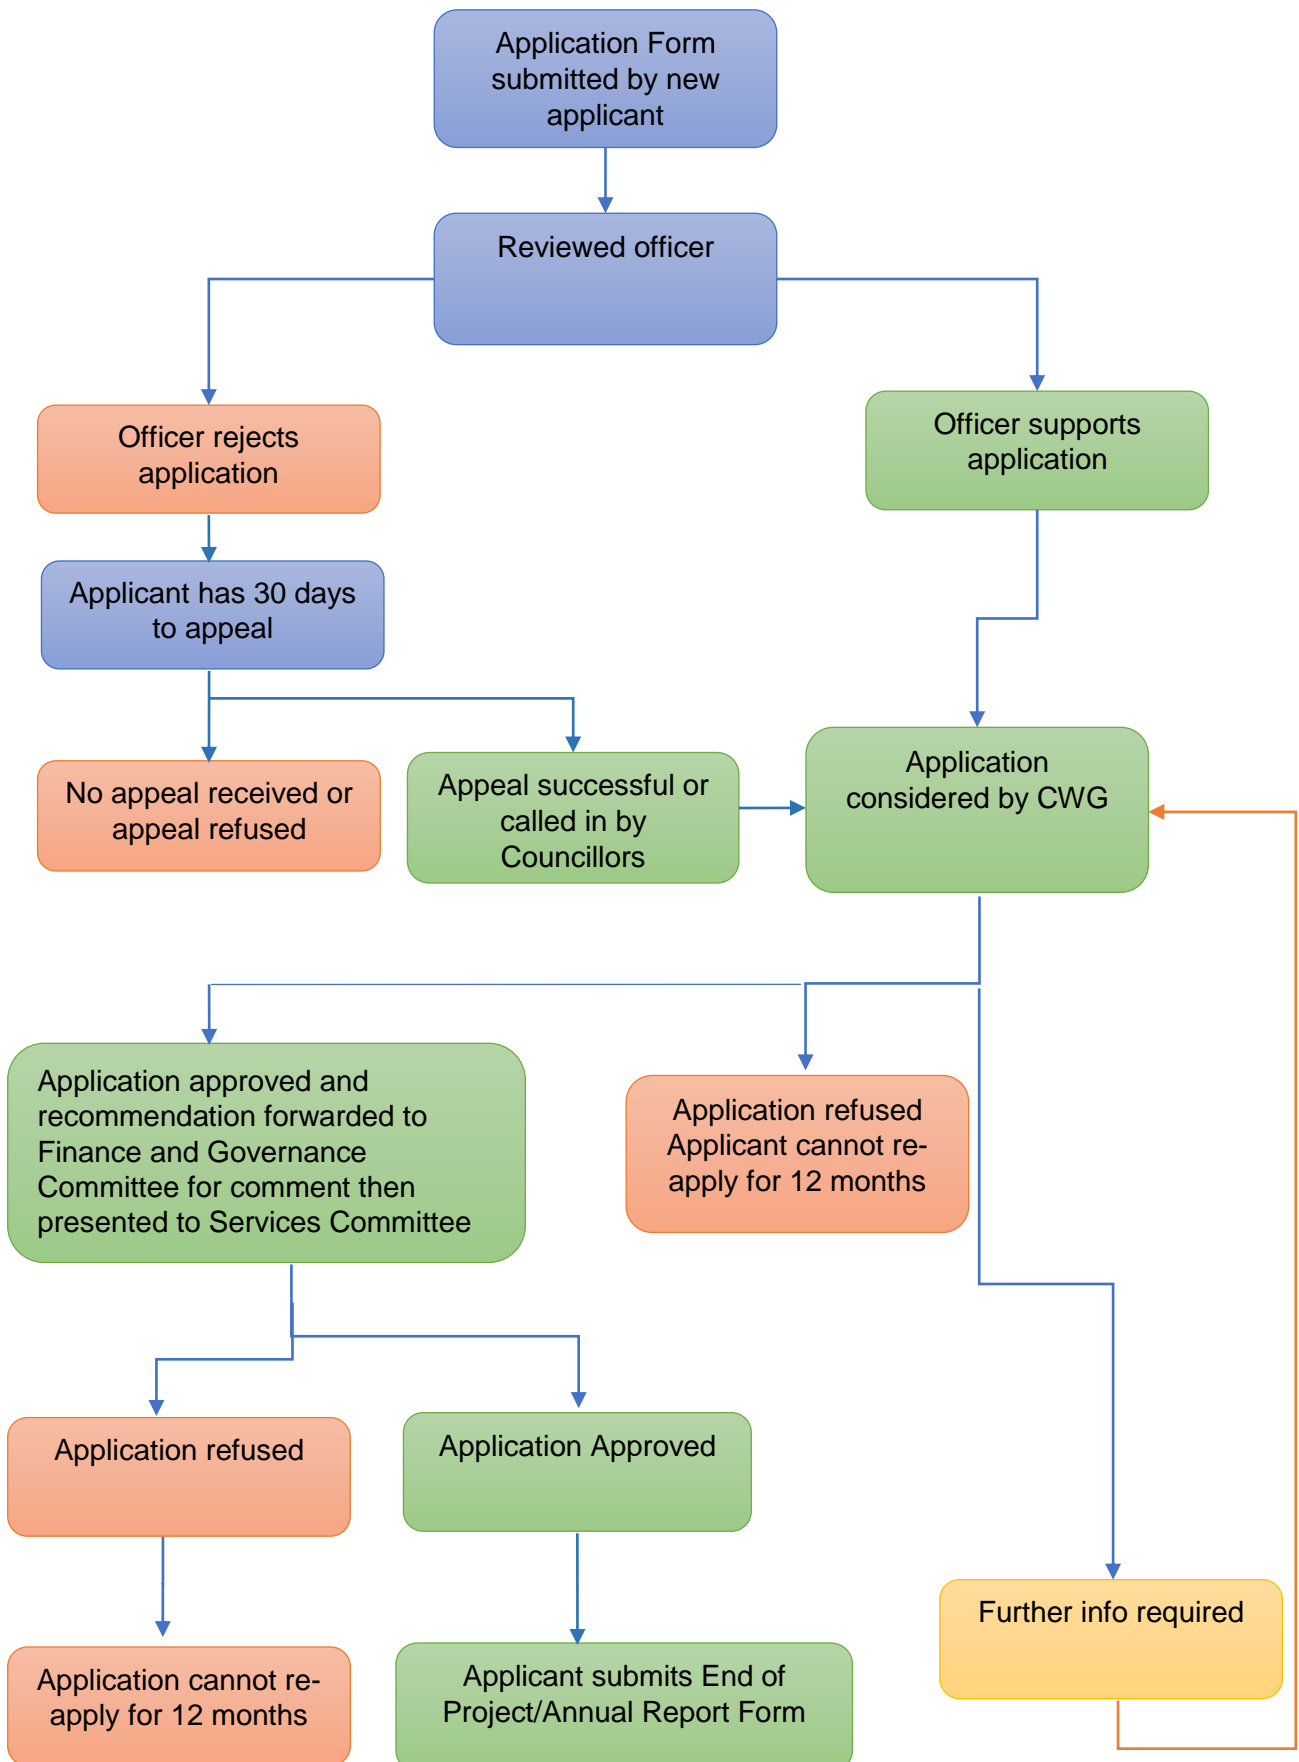 Application Form
submitted by new
applicant
Reviewed officer
Officer rejects
application
Officer supports
application
Applicant has 30 days
to appeal
No appeal received or
appeal refused
Appeal successful or
called in by
Councillors
Application
considered by CWG
Application approved and
recommendation forwarded to
Finance and Governance
Committee for comment then
presented to Services Committee
Application refused
Applicant cannot re-
apply for 12 months
Application refused
Application Approved
Further info required
Application cannot re-
apply for 12 months
Applicant submits End of
Project/Annual Report Form